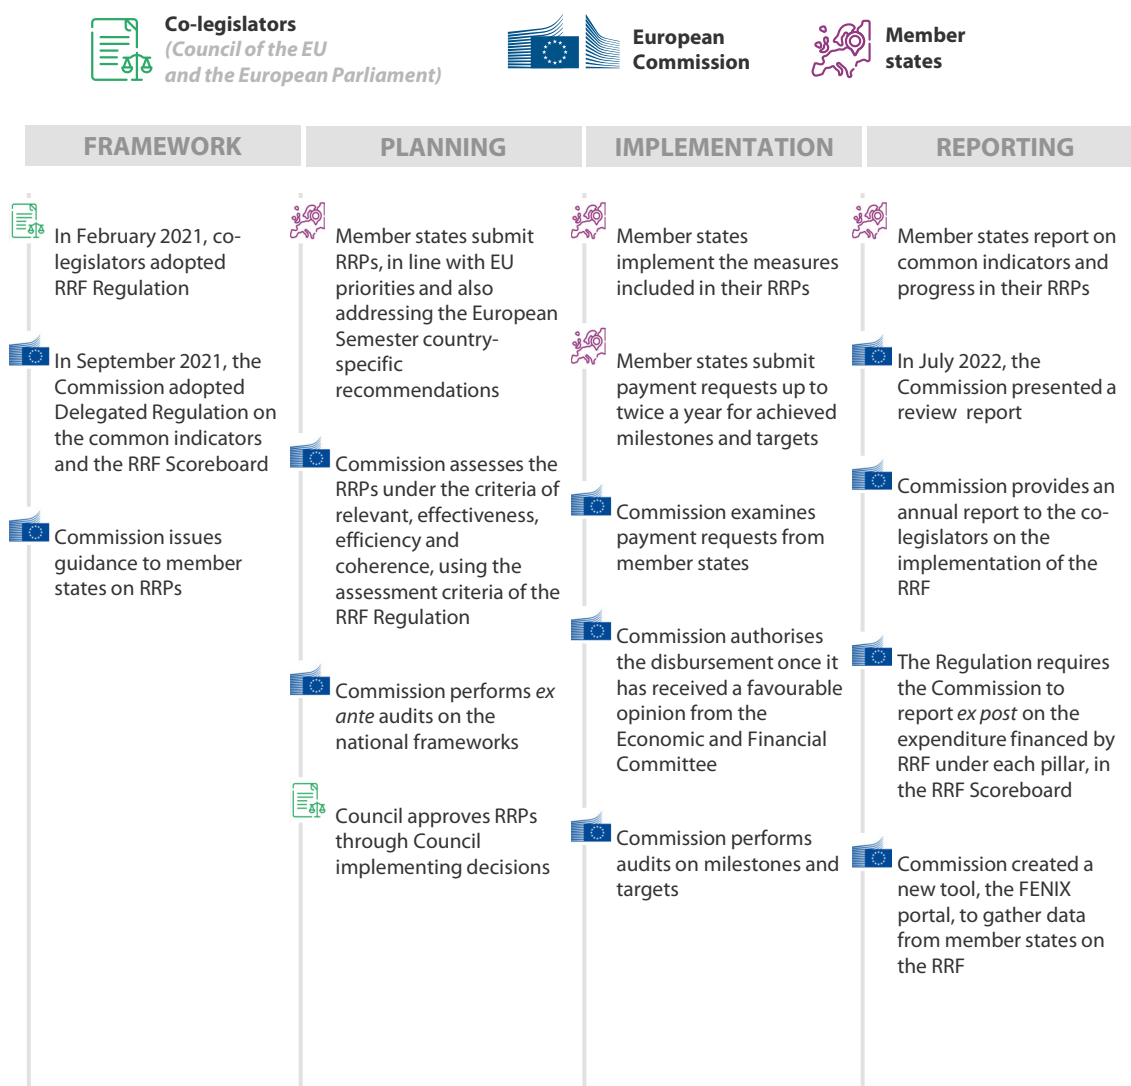 Co-legislators
(Council of the EU
and the European Parliament)
European
Commission
Member
states
FRAMEWORK
In February 2021, co-
legislators adopted
RRF Regulation
In September 2021, the
Commission adopted
Delegated Regulation on
the common indicators
and the RRF Scoreboard
Commission issues
guidance to member
states on RRPs
PLANNING
Member states submit
RRPs, in line with EU
priorities and also
addressing the European
Semester country-
specific
recommendations
Commission assesses the
RRPs under the criteria of
relevant, effectiveness,
efficiency and
coherence, using the
assessment criteria of the
RRF Regulation
Commission performs ex
ante audits on the
national frameworks
Council approves RRPs
through Council
implementing decisions
IMPLEMENTATION
Member states
implement the measures
included in their RRPs
Member states submit
payment requests up to
twice a year for achieved
milestones and targets
Commission examines
payment requests from
member states
Commission authorises
the disbursement once it
has received a favourable
opinion from the
Economic and Financial
Committee
Commission performs
audits on milestones and
targets
REPORTING
Member states report on
common indicators and
progress in their RRPs
In July 2022, the
Commission presented a
review report
Commission provides an
annual report to the co-
legislators on the
implementation of the
RRF
The Regulation requires
the Commission to
report ex post on the
expenditure financed by
RRF under each pillar, in
the RRF Scoreboard
Commission created a
new tool, the FENIX
portal, to gather data
from member states on
the RRF